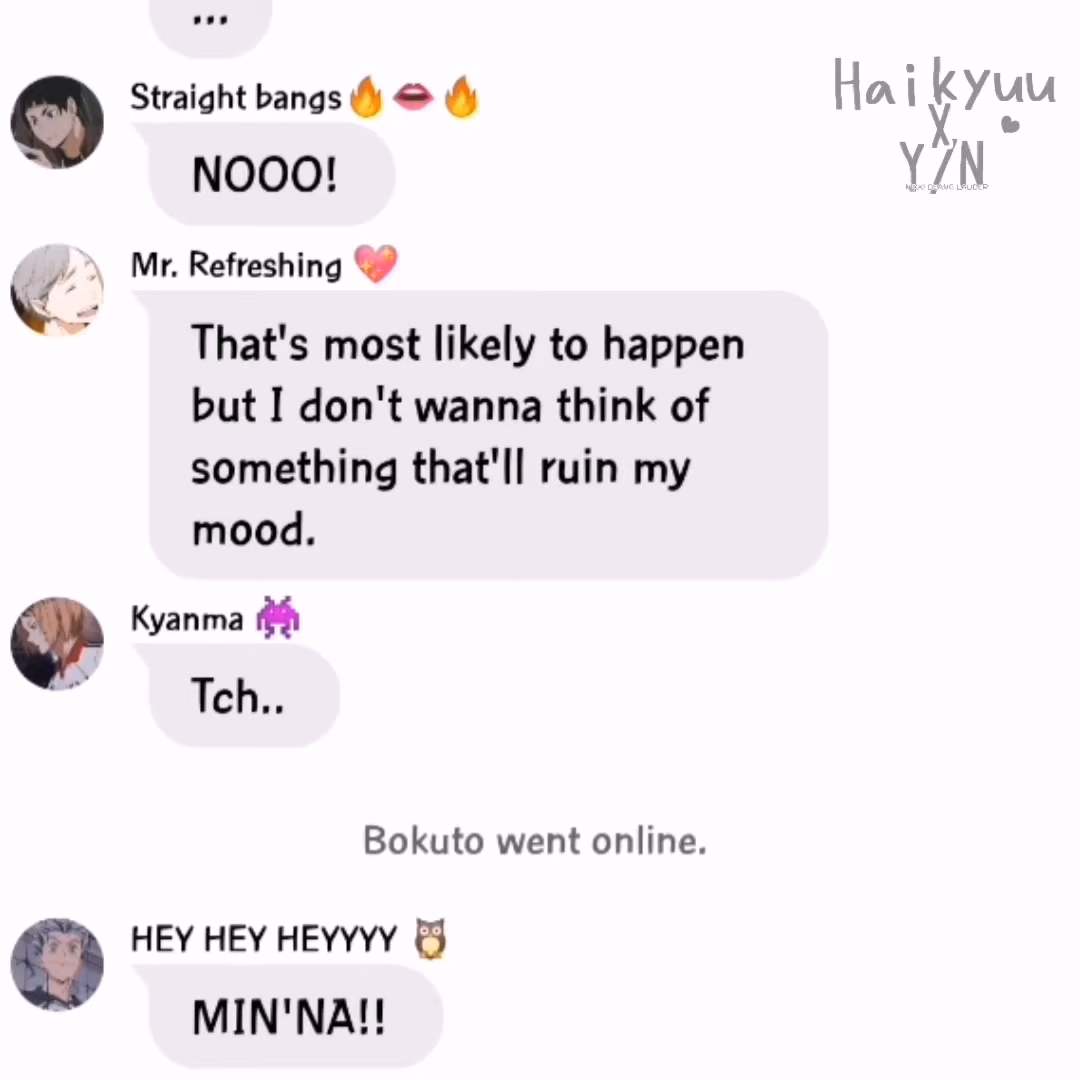 ...
Straight bangs🔥👄🔥
NOOO!
Mr. Refreshing 💖
That's most likely to happen
but I don't wanna think of
something that'll ruin my
mood.
Kyanma 👾
Tch..
Bokuto went online.
HEY HEY HEYYYY 🦉
MIN'NA!!
Haikyuu
X,
Y/N